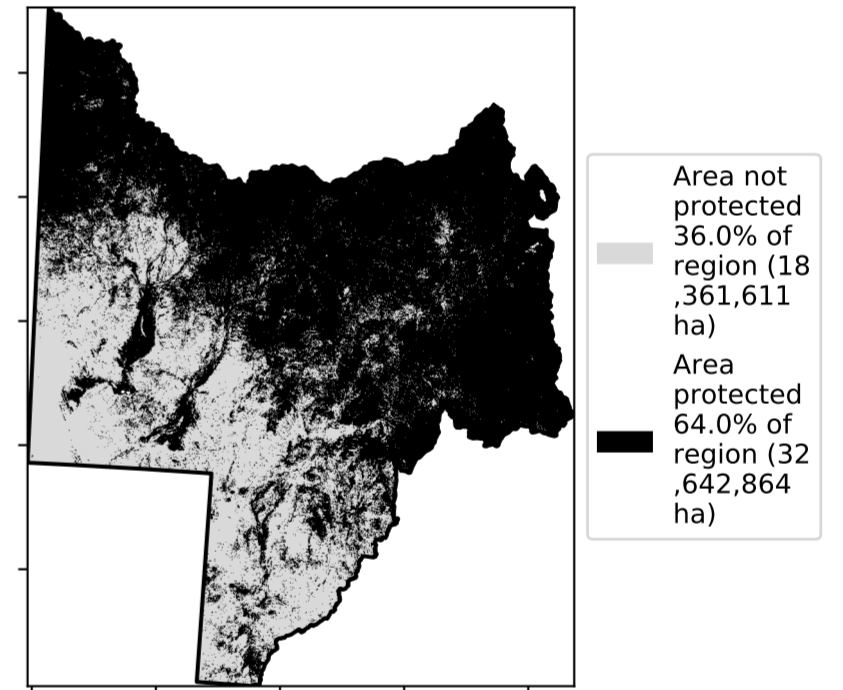 Area not
protected
36.0% of
region (18
,361,611
ha)
Area
protected
64.0% of
region (32
,642,864
ha)